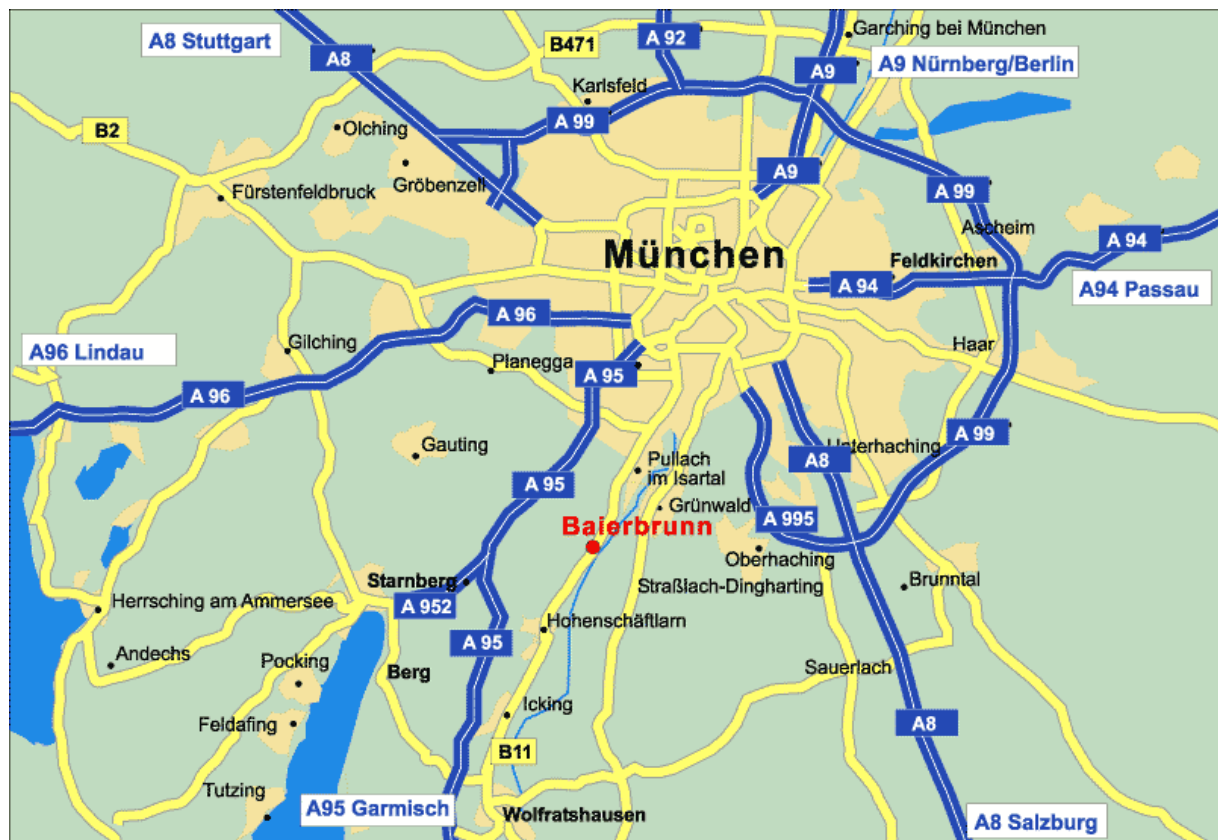 Garching bei München
A8 Stuttgart
A 92
B471
A8
A9 Nürnberg/Berlin
A9
Karlsfeld
A 99
B2
Olching
A9
Gröbenzell
Fürstenfeldbruck
A 99
Ascheim
A 94
München
Feldkirchen
A 94
A94 Passau
A 96
A96 Lindau
Gilching
Haar
Planegga
A 95
A 96
Gauting
Unterhaching
A 99
A8
Pullach
im Isartal
A 95
Grünwald
A 995
Baierbrunn
Oberhaching
Starnberg
Straßlach-Dingharting
Brunntal
Herrsching am Ammersee
A 952
Hohenschäftlarn
A 95
Andechs
Pocking
Berg
Sauerlach
Icking
Feldafing
A8
B11
Tutzing
A95 Garmisch
Wolfratshausen
A8 Salzburg